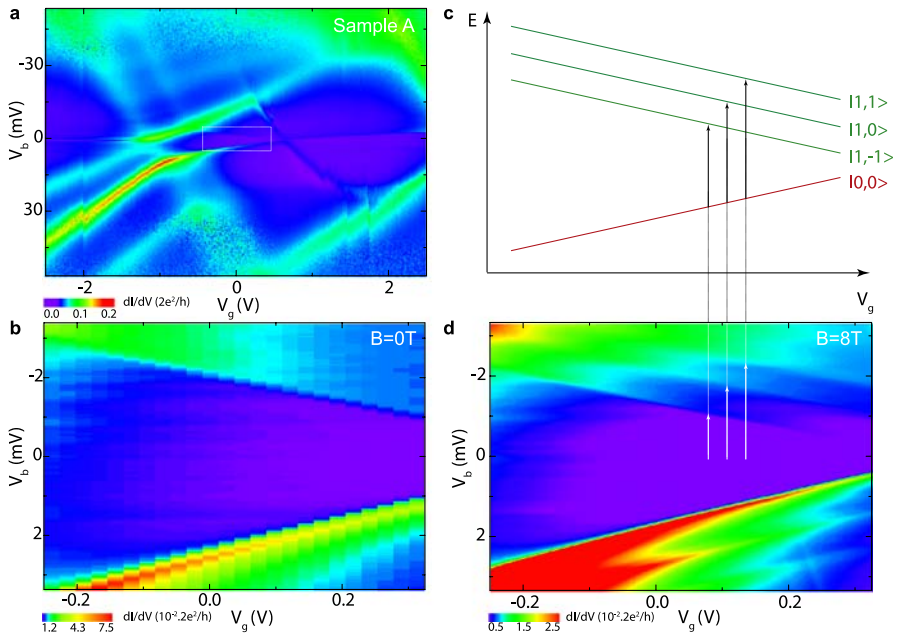 a
Sample A
V_b (mV)
-30
0
30
-2
0
2
dI/dV (2e²/h)
0.0
0.1
0.2
V_g (V)
c
E
I1,1>
I1,0>
I1,-1>
I0,0>
V_g
b
B=0T
V_b (mV)
-2
0
2
-0.2
0.0
0.2
dI/dV (10⁻².2e²/h)
1.2
4.3
7.5
V_g (V)
d
B=8T
V_b (mV)
-2
0
2
-0.2
0.0
0.2
dI/dV (10⁻².2e²/h)
0.5
1.5
2.5
V_g (V)